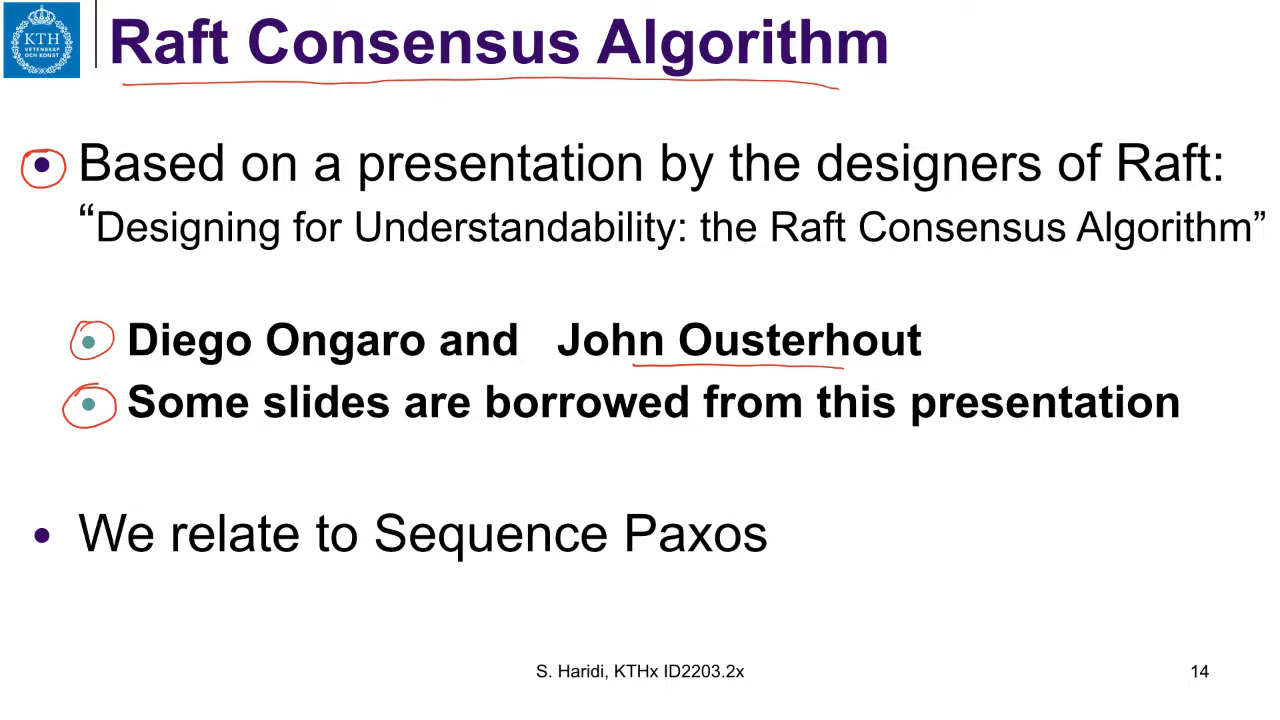 KTH
VETENSKAP
OCH KONST
Raft Consensus Algorithm
• Based on a presentation by the designers of Raft:
“Designing for Understandability: the Raft Consensus Algorithm”
• Diego Ongaro and John Ousterhout
• Some slides are borrowed from this presentation
• We relate to Sequence Paxos
S. Haridi, KTHx ID2203.2x
14